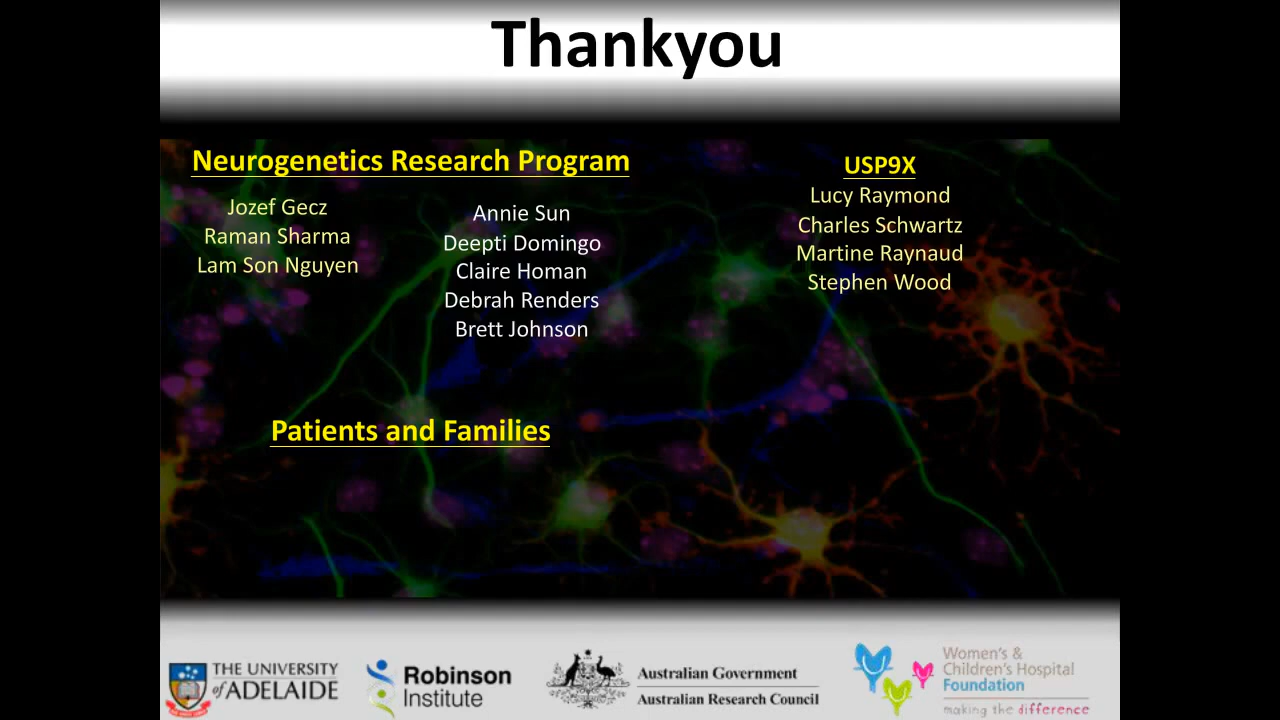 Thankyou
Neurogenetics Research Program
Jozef Gecz
Raman Sharma
Lam Son Nguyen
Annie Sun
Deepti Domingo
Claire Homan
Debrah Renders
Brett Johnson
USP9X
Lucy Raymond
Charles Schwartz
Martine Raynaud
Stephen Wood
Patients and Families
THE UNIVERSITY
of ADELAIDE
Robinson
Institute
Australian Government
Australian Research Council
Women's &
Children's Hospital
Foundation
making the difference